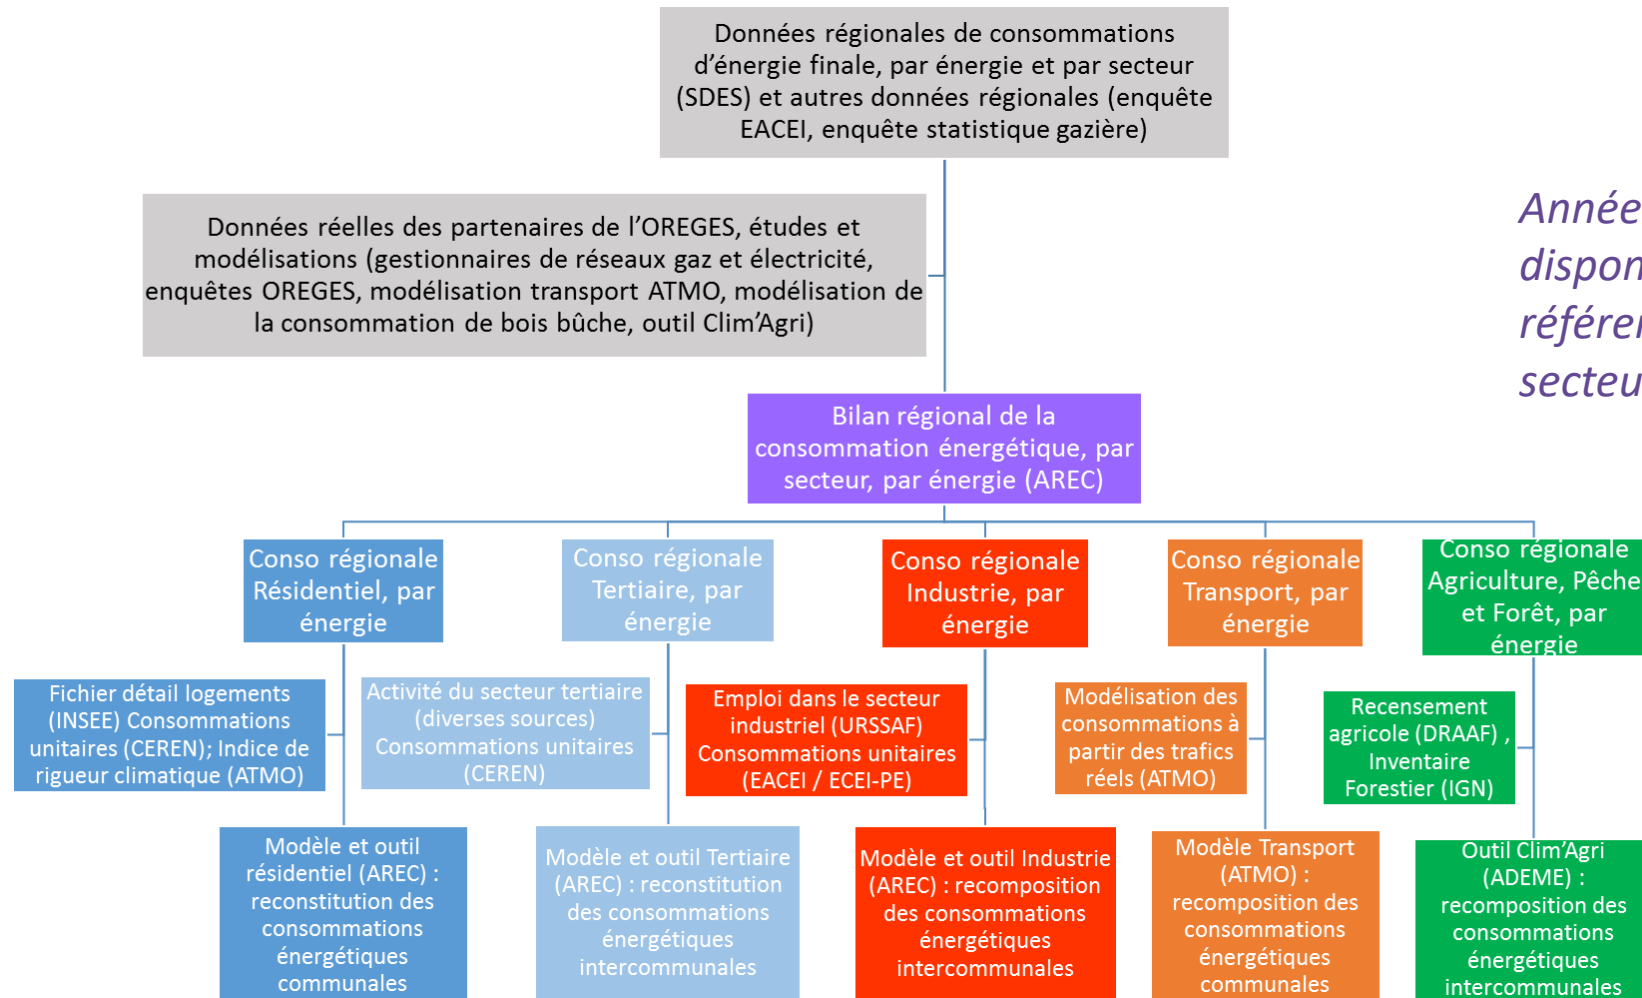 Données régionales de consommations
d’énergie finale, par énergie et par secteur
(SDES) et autres données régionales (enquête
EACEI, enquête statistique gazière)
Données réelles des partenaires de l’OREGES, études et
modélisations (gestionnaires de réseaux gaz et électricité,
enquêtes OREGES, modélisation transport ATMO, modélisation de
la consommation de bois bûche, outil Clim’Agri)
Année
dispon
référen
secteu
Bilan régional de la
consommation énergétique, par
secteur, par énergie (AREC)
Conso régionale
Résidentiel, par
énergie
Conso régionale
Tertiaire, par
énergie
Conso régionale
Industrie, par
énergie
Conso régionale
Transport, par
énergie
Conso régionale
Agriculture, Pêche
et Forêt, par
énergie
Fichier détail logements
(INSEE) Consommations
unitaires (CEREN); Indice de
rigueur climatique (ATMO)
Activité du secteur tertiaire
(diverses sources)
Consommations unitaires
(CEREN)
Emploi dans le secteur
industriel (URSSAF)
Consommations unitaires
(EACEI / ECEI-PE)
Modélisation des
consommations à
partir des trafics
réels (ATMO)
Recensement
agricole (DRAAF) ,
Inventaire
Forestier (IGN)
Modèle et outil
résidentiel (AREC) :
reconstitution des
consommations
énergétiques
communales
Modèle et outil Tertiaire
(AREC) : reconstitution
des consommations
énergétiques
intercommunales
Modèle et outil Industrie
(AREC) : recomposition
des consommations
énergétiques
intercommunales
Modèle Transport
(ATMO) :
recomposition des
consommations
énergétiques
communales
Outil Clim’Agri
(ADEME) :
recomposition des
consommations
énergétiques
intercommunales